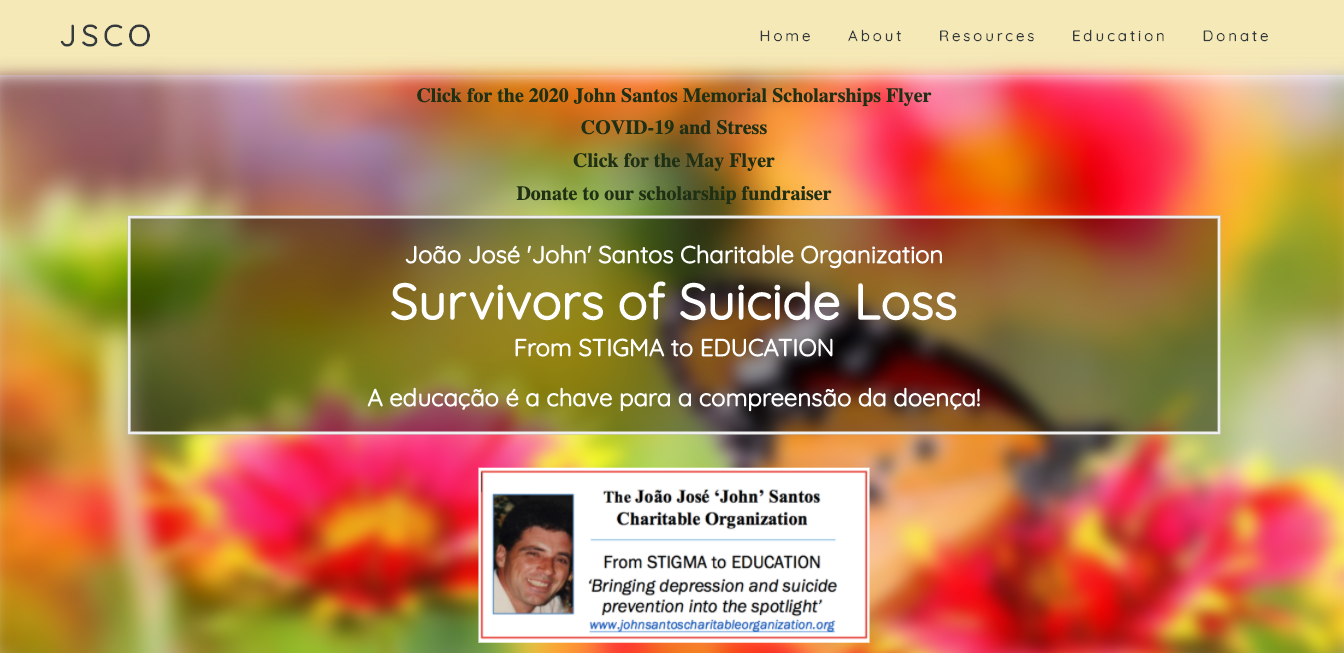 JSCO
Home About Resources Education Donate
Click for the 2020 John Santos Memorial Scholarships Flyer
COVID-19 and Stress
Click for the May Flyer
Donate to our scholarship fundraiser
João José 'John' Santos Charitable Organization
Survivors of Suicide Loss
From STIGMA to EDUCATION
A educação é a chave para a compreensão da doença!
The João José ‘John’ Santos
Charitable Organization
From STIGMA to EDUCATION
‘Bringing depression and suicide
prevention into the spotlight’
www.johnsantoscharitableorganization.org